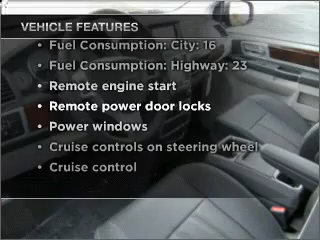 VEHICLE FEATURES
• Fuel Consumption: City: 16
• Fuel Consumption: Highway: 23
• Remote engine start
• Remote power door locks
• Power windows
• Cruise controls on steering wheel
• Cruise control